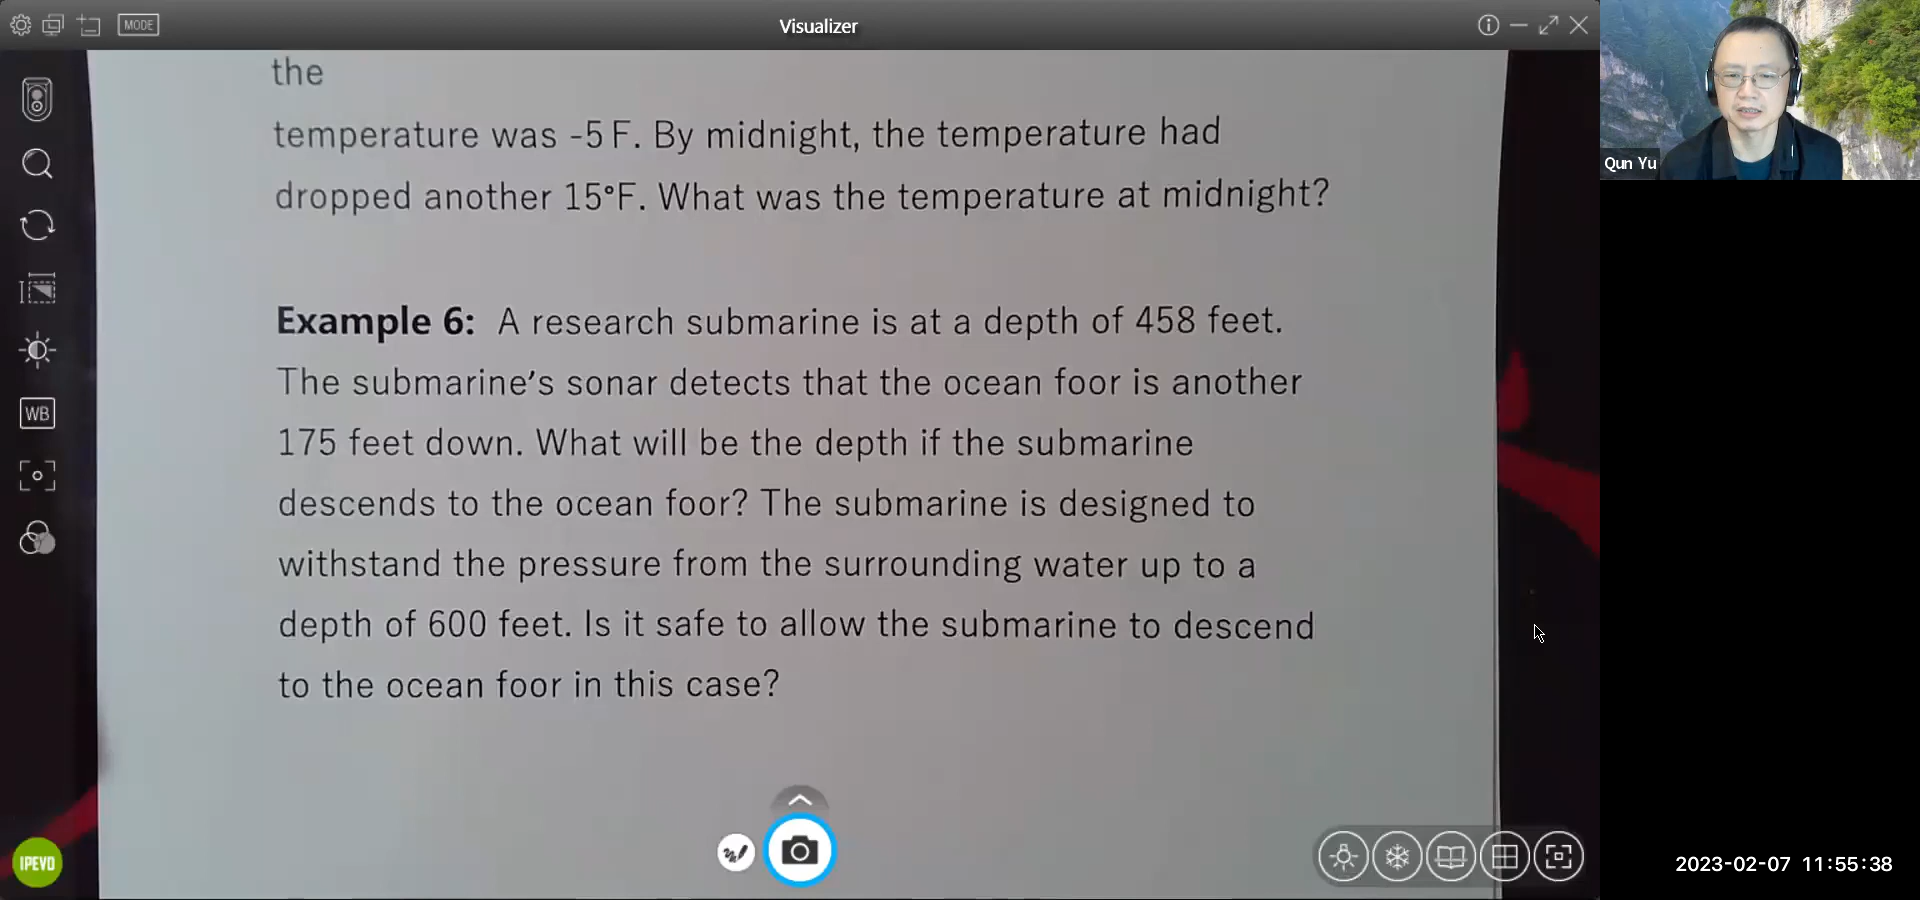 MODE
Visualizer
the
temperature was -5 F. By midnight, the temperature had
dropped another 15°F. What was the temperature at midnight?
Example 6: A research submarine is at a depth of 458 feet.
The submarine's sonar detects that the ocean foor is another
175 feet down. What will be the depth if the submarine
descends to the ocean foor? The submarine is designed to
withstand the pressure from the surrounding water up to a
depth of 600 feet. Is it safe to allow the submarine to descend
to the ocean foor in this case?
WB
IPEVO
Qun Yu
2023-02-07 11:55:38